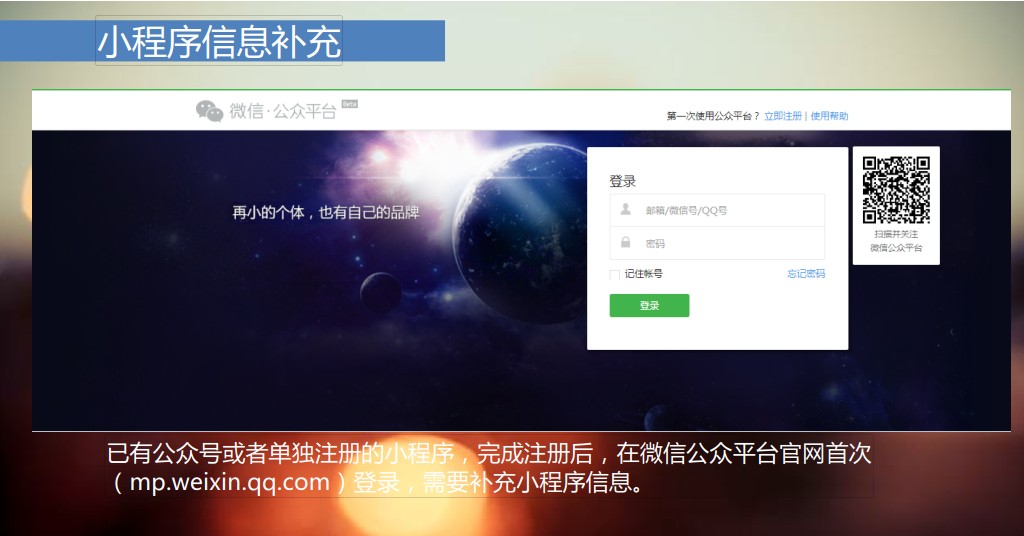 小程序信息补充
微信·公众平台 Beta
第一次使用公众平台？ 立即注册 | 使用帮助
再小的个体，也有自己的品牌
登录
邮箱/微信号/QQ号
密码
记住帐号 忘记密码
登录
扫描并关注
微信公众平台
已有公众号或者单独注册的小程序，完成注册后，在微信公众平台官网首次
（mp.weixin.qq.com）登录，需要补充小程序信息。